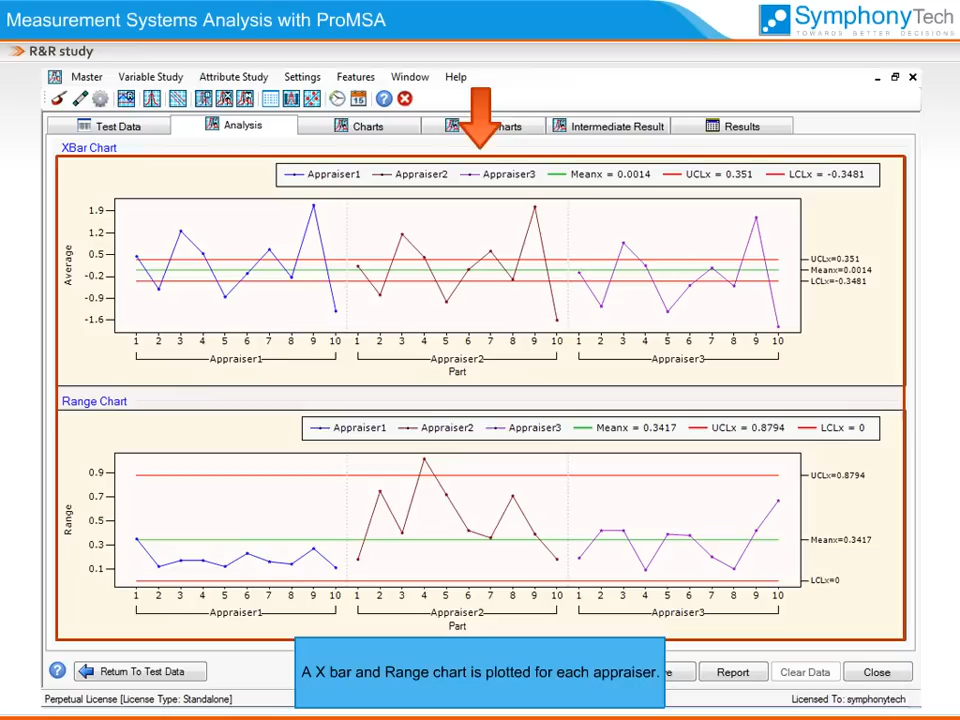 Measurement Systems Analysis with ProMSA
SymphonyTech
TOWARDS BETTER DECISIONS
R&R study
Master Variable Study Attribute Study Settings Features Window Help
15
Test Data Analysis Charts harts Intermediate Result Results
XBar Chart
Appraiser1 Appraiser2 Appraiser3 Meanx = 0.0014 UCLx = 0.351 LCLx = -0.3481
1.9
1.2
0.5
-0.2
-0.9
-1.6
Average
UCLx=0.351
Meanx=0.0014
LCLx=-0.3481
1 2 3 4 5 6 7 8 9 10 1 2 3 4 5 6 7 8 9 10 1 2 3 4 5 6 7 8 9 10
Appraiser1 Appraiser2 Appraiser3
Part
Range Chart
Appraiser1 Appraiser2 Appraiser3 Meanx = 0.3417 UCLx = 0.8794 LCLx = 0
0.9
0.7
0.5
0.3
0.1
Range
UCLx=0.8794
Meanx=0.3417
LCLx=0
1 2 3 4 5 6 7 8 9 10 1 2 3 4 5 6 7 8 9 10 1 2 3 4 5 6 7 8 9 10
Appraiser1 Appraiser2 Appraiser3
Part
? Return To Test Data Report Clear Data Close
A X bar and Range chart is plotted for each appraiser.
Perpetual License [License Type: Standalone] Licensed To: symphonytech